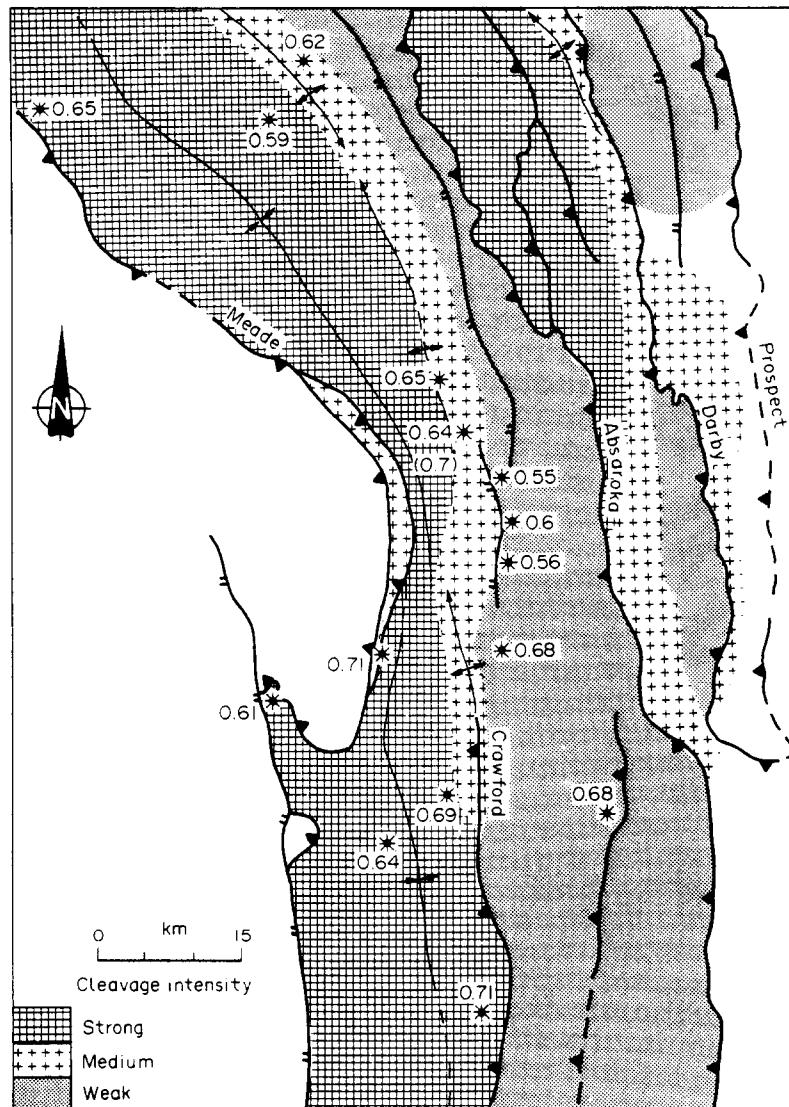 0.62
0.65
0.59
Meade
N
0.65
0.64
(0.7)
0.55
0.6
0.56
Absaroka
Darby
Prospect
0.71
0.68
0.61
Crawford
0.69
0.68
0.64
0.71
0 km 15
Cleavage intensity
Strong
Medium
Weak